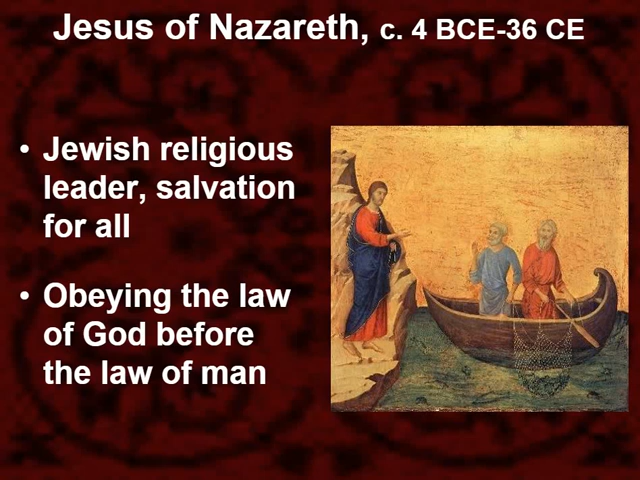 Jesus of Nazareth, c. 4 BCE-36 CE
• Jewish religious
leader, salvation
for all
• Obeying the law
of God before
the law of man